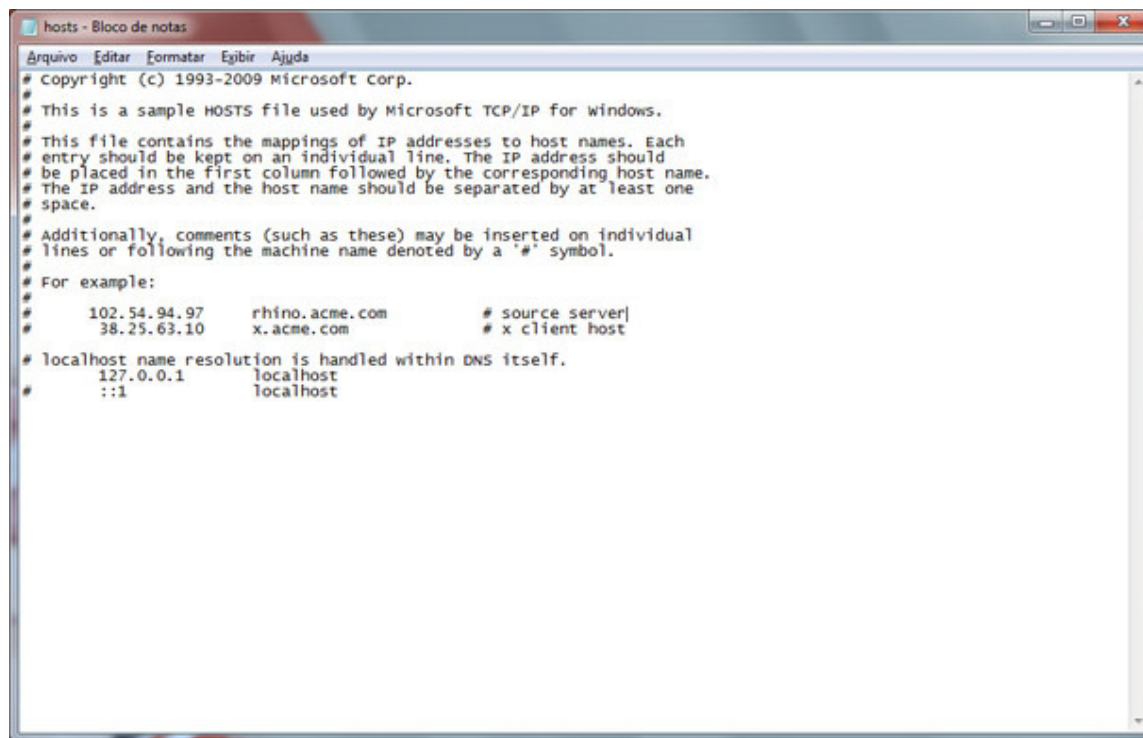 hosts - Bloco de notas
Arquivo Editar Formatar Exibir Ajuda
# Copyright (c) 1993-2009 Microsoft Corp.
#
# This is a sample HOSTS file used by Microsoft TCP/IP for Windows.
#
# This file contains the mappings of IP addresses to host names. Each
# entry should be kept on an individual line. The IP address should
# be placed in the first column followed by the corresponding host name.
# The IP address and the host name should be separated by at least one
# space.
#
# Additionally, comments (such as these) may be inserted on individual
# lines or following the machine name denoted by a '#' symbol.
#
# For example:
#
#      102.54.94.97     rhino.acme.com          # source server
#       38.25.63.10     x.acme.com              # x client host

# localhost name resolution is handled within DNS itself.
        127.0.0.1       localhost
#       ::1             localhost